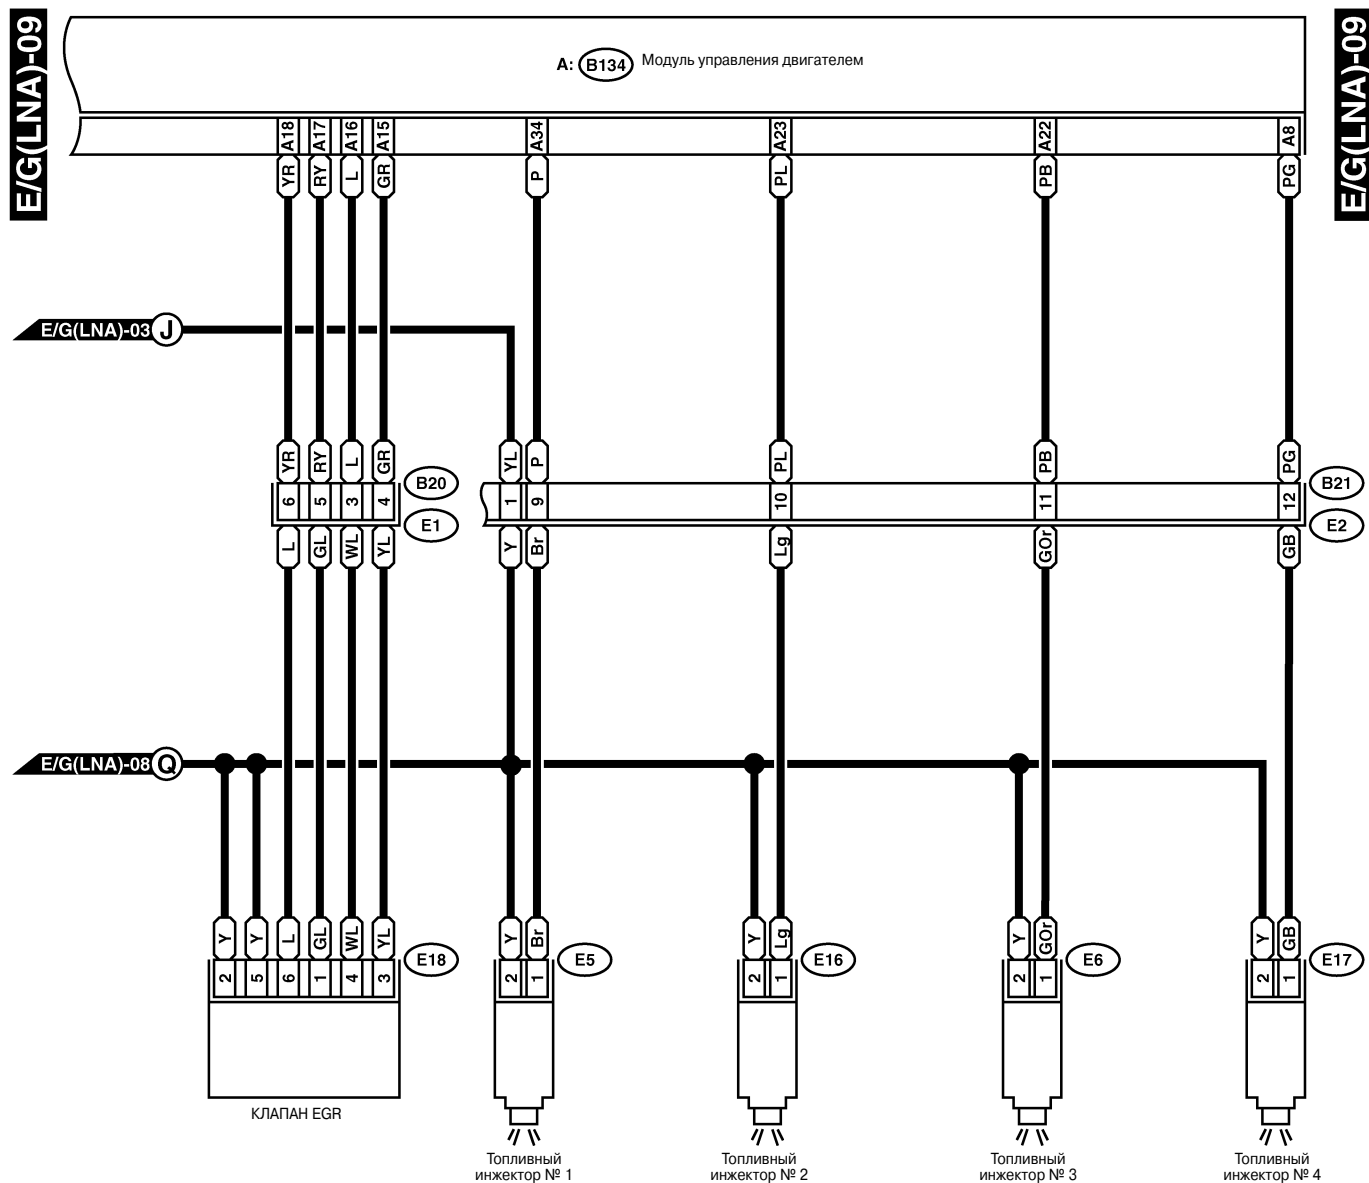 E/G(LNA)-09
E/G(LNA)-09
A: B134 Модуль управления двигателем
A18 A17 A16 A15 A34 A23 A22 A8
YR RY L GR P PL PB PG
E/G(LNA)-03 J
YR RY L GR YL P PL PB PG
6 5 3 4 B20 1 9 10 11 12 B21
E1 E2
L GL WL YL Y Br Lg GOr GB
E/G(LNA)-08 Q
Y Y L GL WL YL Y Br Y Lg Y GOr Y GB
E18 E5 E16 E6 E17
2 5 6 1 4 3 2 1 2 1 2 1 2 1
КЛАПАН EGR
Топливный
инжектор № 1
Топливный
инжектор № 2
Топливный
инжектор № 3
Топливный
инжектор № 4